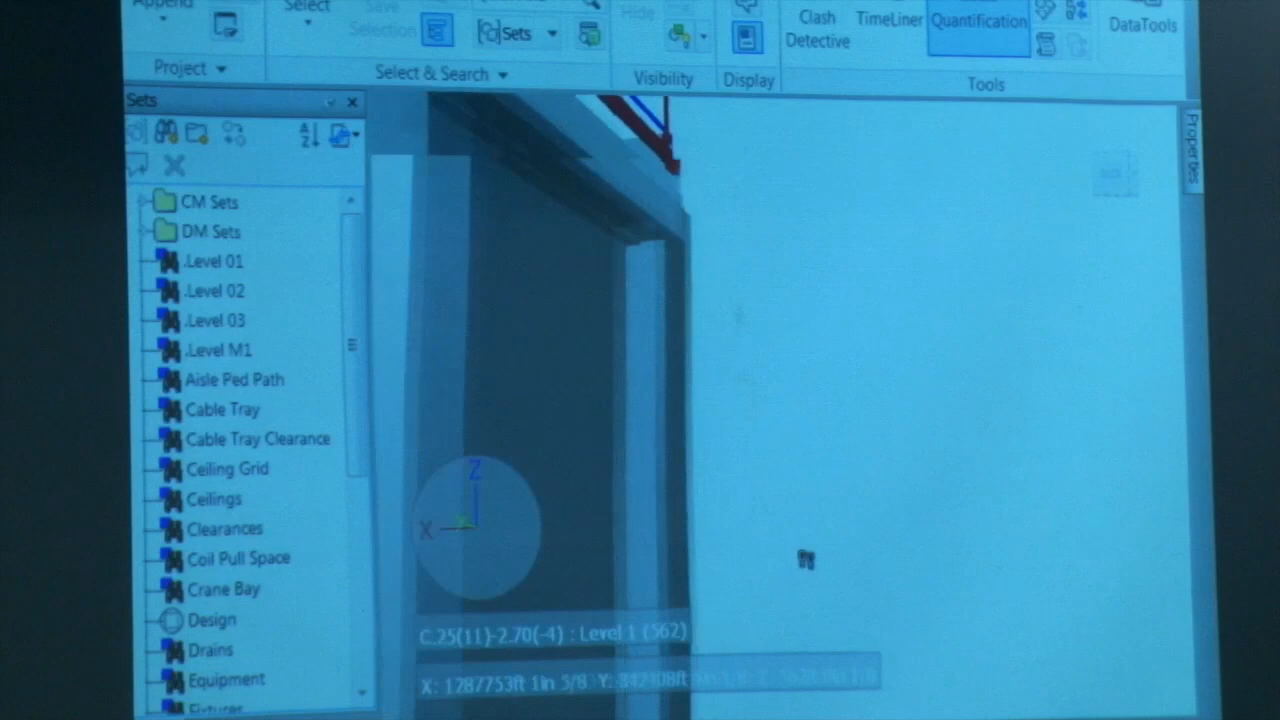 Append
Select
Save
Selection
Sets
Hide
Clash
Detective
TimeLiner
Quantification
DataTools
Project
Select & Search
Visibility
Display
Tools
Sets
Properties
CM Sets
DM Sets
.Level 01
.Level 02
.Level 03
.Level M1
Aisle Ped Path
Cable Tray
Cable Tray Clearance
Ceiling Grid
Ceilings
Clearances
Coil Pull Space
Crane Bay
Design
Drains
Equipment
Fixtures
Z
X
C.25(11)-2.70(-4) : Level 1 (562)
X: 1287753ft 1in 5/8 Y: